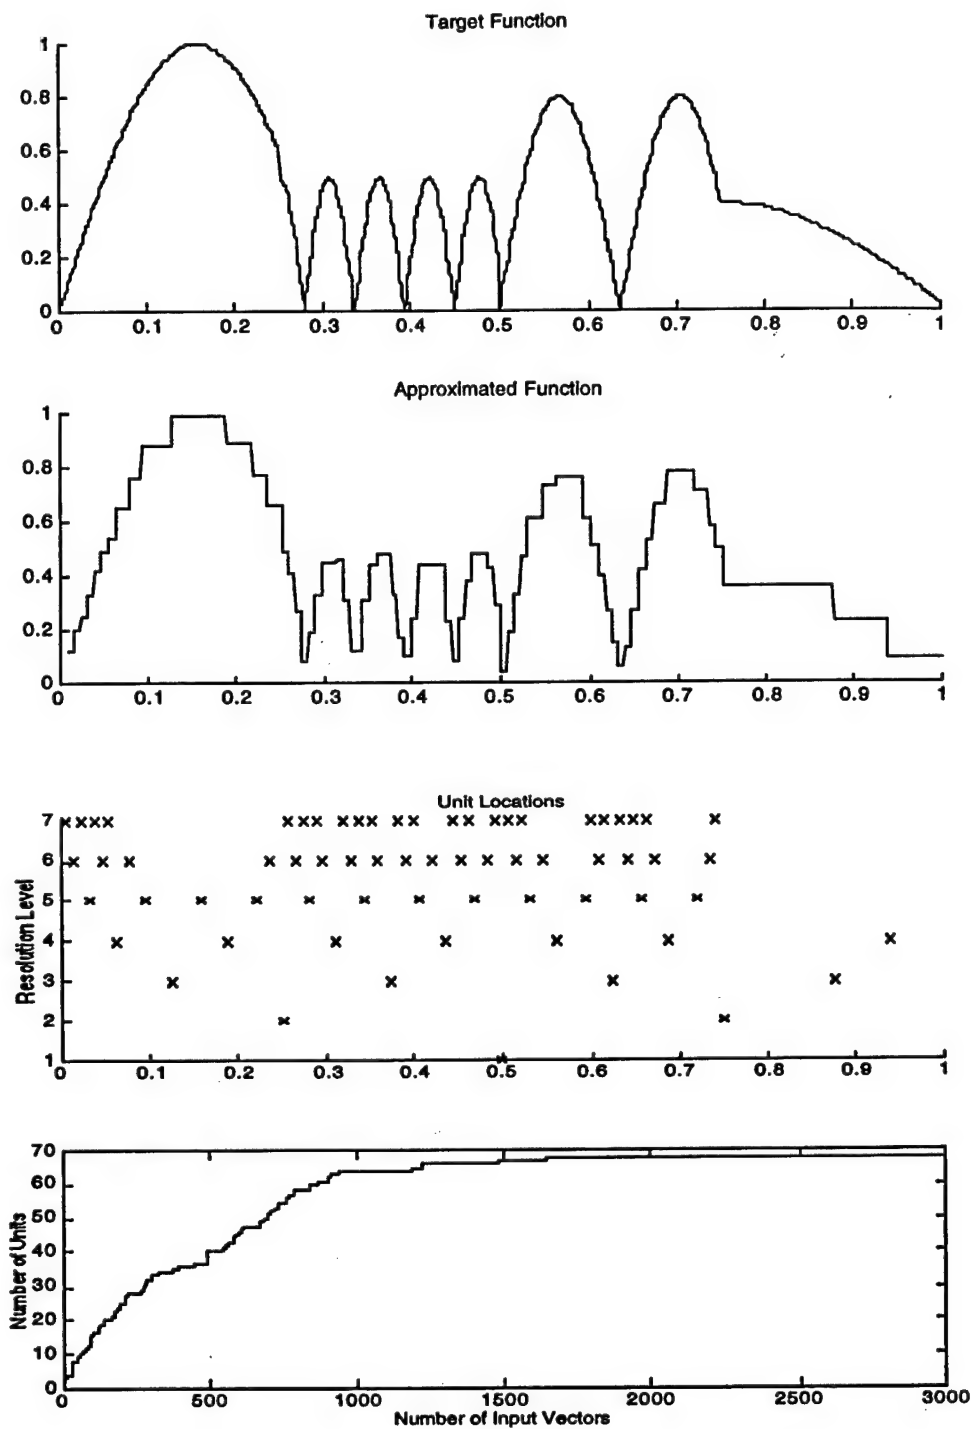 Target Function
1
0.8
0.6
0.4
0.2
0
0 0.1 0.2 0.3 0.4 0.5 0.6 0.7 0.8 0.9 1
Approximated Function
1
0.8
0.6
0.4
0.2
0
0 0.1 0.2 0.3 0.4 0.5 0.6 0.7 0.8 0.9 1
Unit Locations
Resolution Level
7
6
5
4
3
2
1
0 0.1 0.2 0.3 0.4 0.5 0.6 0.7 0.8 0.9 1
Number of Units
70
60
50
40
30
20
10
0
0 500 1000 1500 2000 2500 3000
Number of Input Vectors